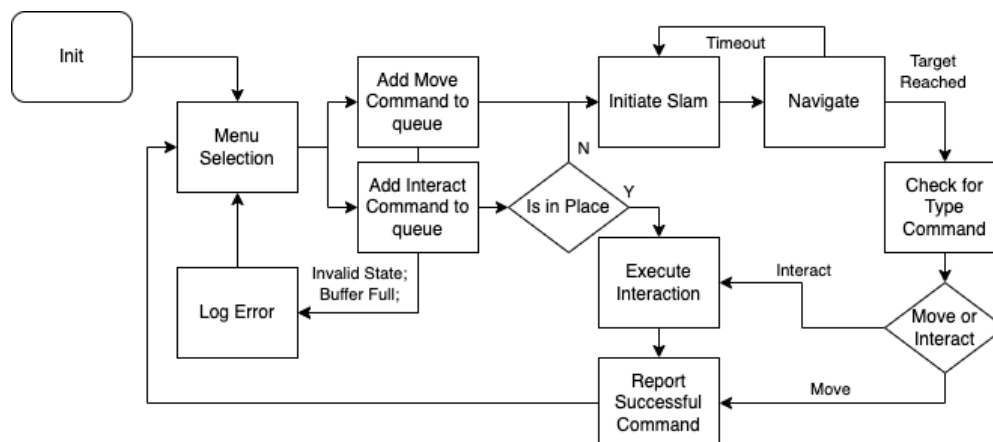 Init
Menu
Selection
Add Move
Command to
queue
Add Interact
Command to
queue
Invalid State;
Buffer Full;
Log Error
Is in Place
N
Y
Timeout
Initiate Slam
Navigate
Target
Reached
Check for
Type
Command
Move or
Interact
Interact
Execute
Interaction
Move
Report
Successful
Command